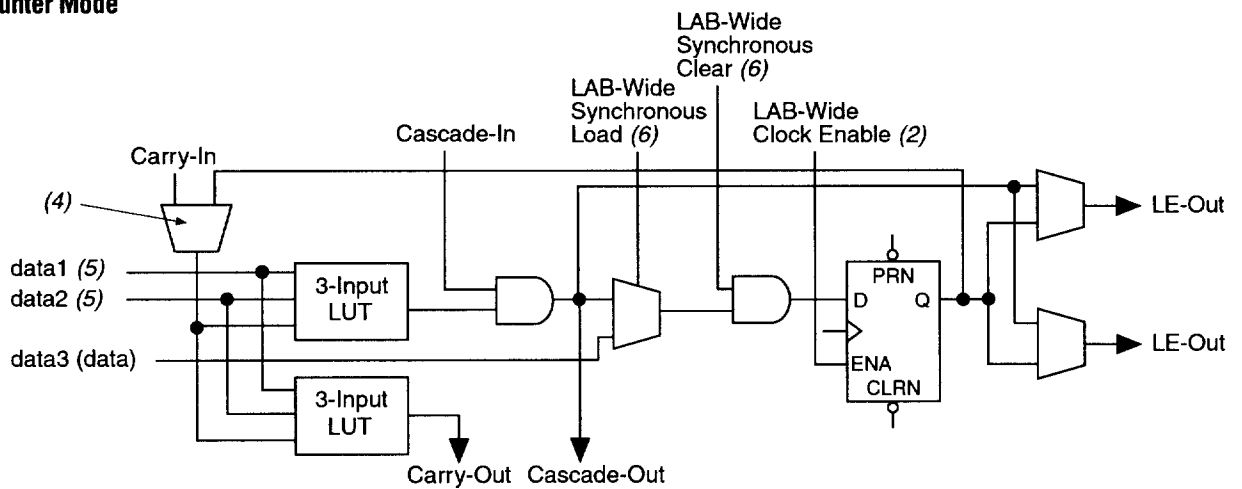 unter Mode
LAB-Wide
Synchronous
Clear (6)
LAB-Wide
Synchronous
Load (6)
LAB-Wide
Clock Enable (2)
Cascade-In
Carry-In
(4)
LE-Out
data1 (5)
data2 (5)
3-Input
LUT
PRN
D
Q
data3 (data)
ENA
CLRN
LE-Out
3-Input
LUT
Carry-Out
Cascade-Out